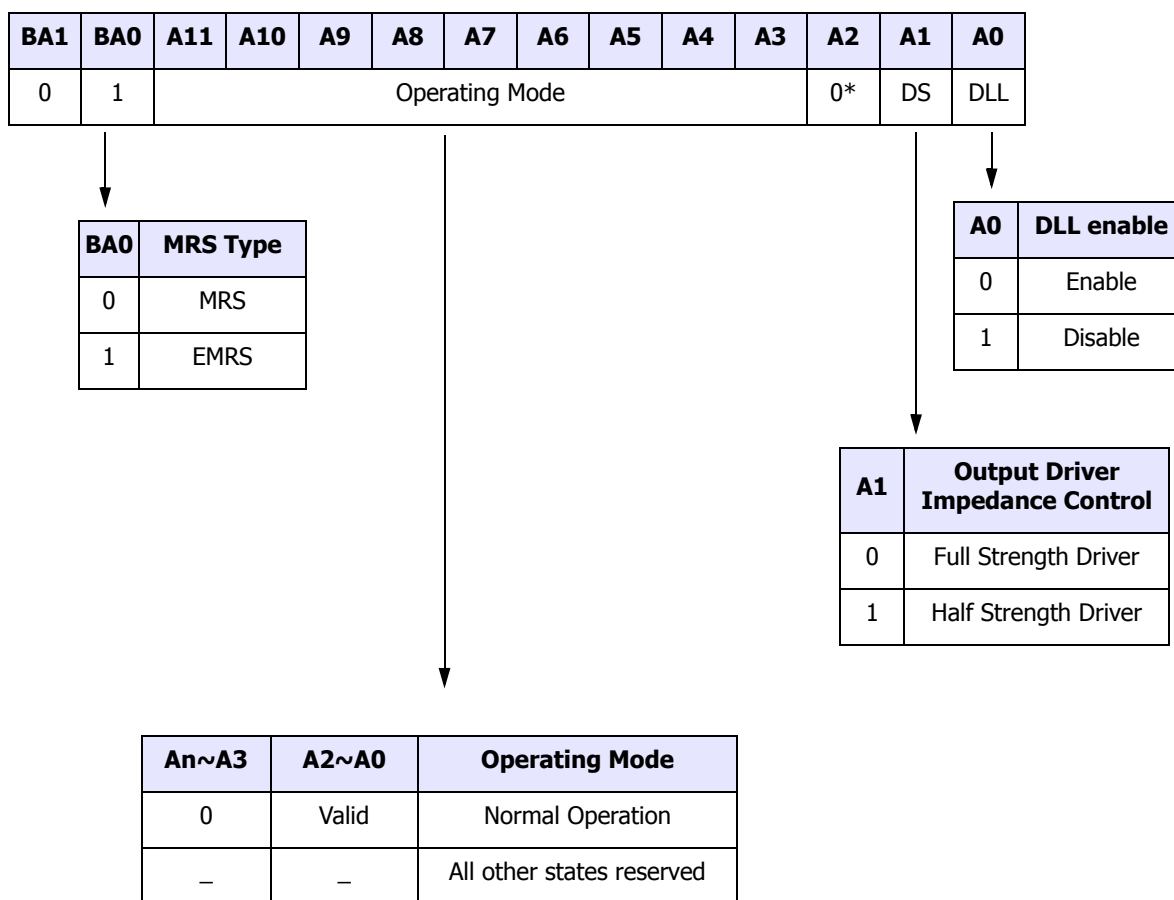 BA1 BA0 A11 A10 A9 A8 A7 A6 A5 A4 A3 A2 A1 A0
0 1 Operating Mode 0* DS DLL
BA0 MRS Type
0 MRS
1 EMRS
A0 DLL enable
0 Enable
1 Disable
A1 Output Driver
Impedance Control
0 Full Strength Driver
1 Half Strength Driver
An~A3 A2~A0 Operating Mode
0 Valid Normal Operation
_ _ All other states reserved